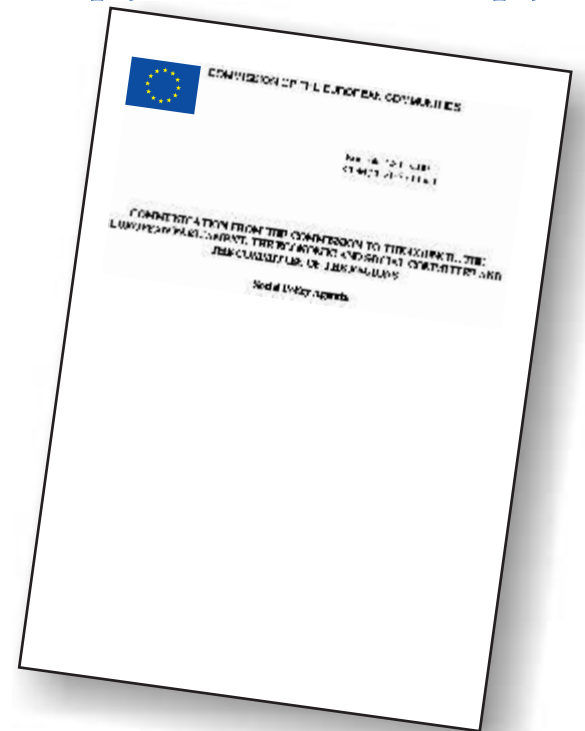 COMMISSION OF THE EUROPEAN COMMUNITIES
COMMUNICATION FROM THE COMMISSION TO THE COUNCIL, THE
EUROPEAN PARLIAMENT, THE ECONOMIC AND SOCIAL COMMITTEE AND
THE COMMITTEE OF THE REGIONS
Social Policy Agenda